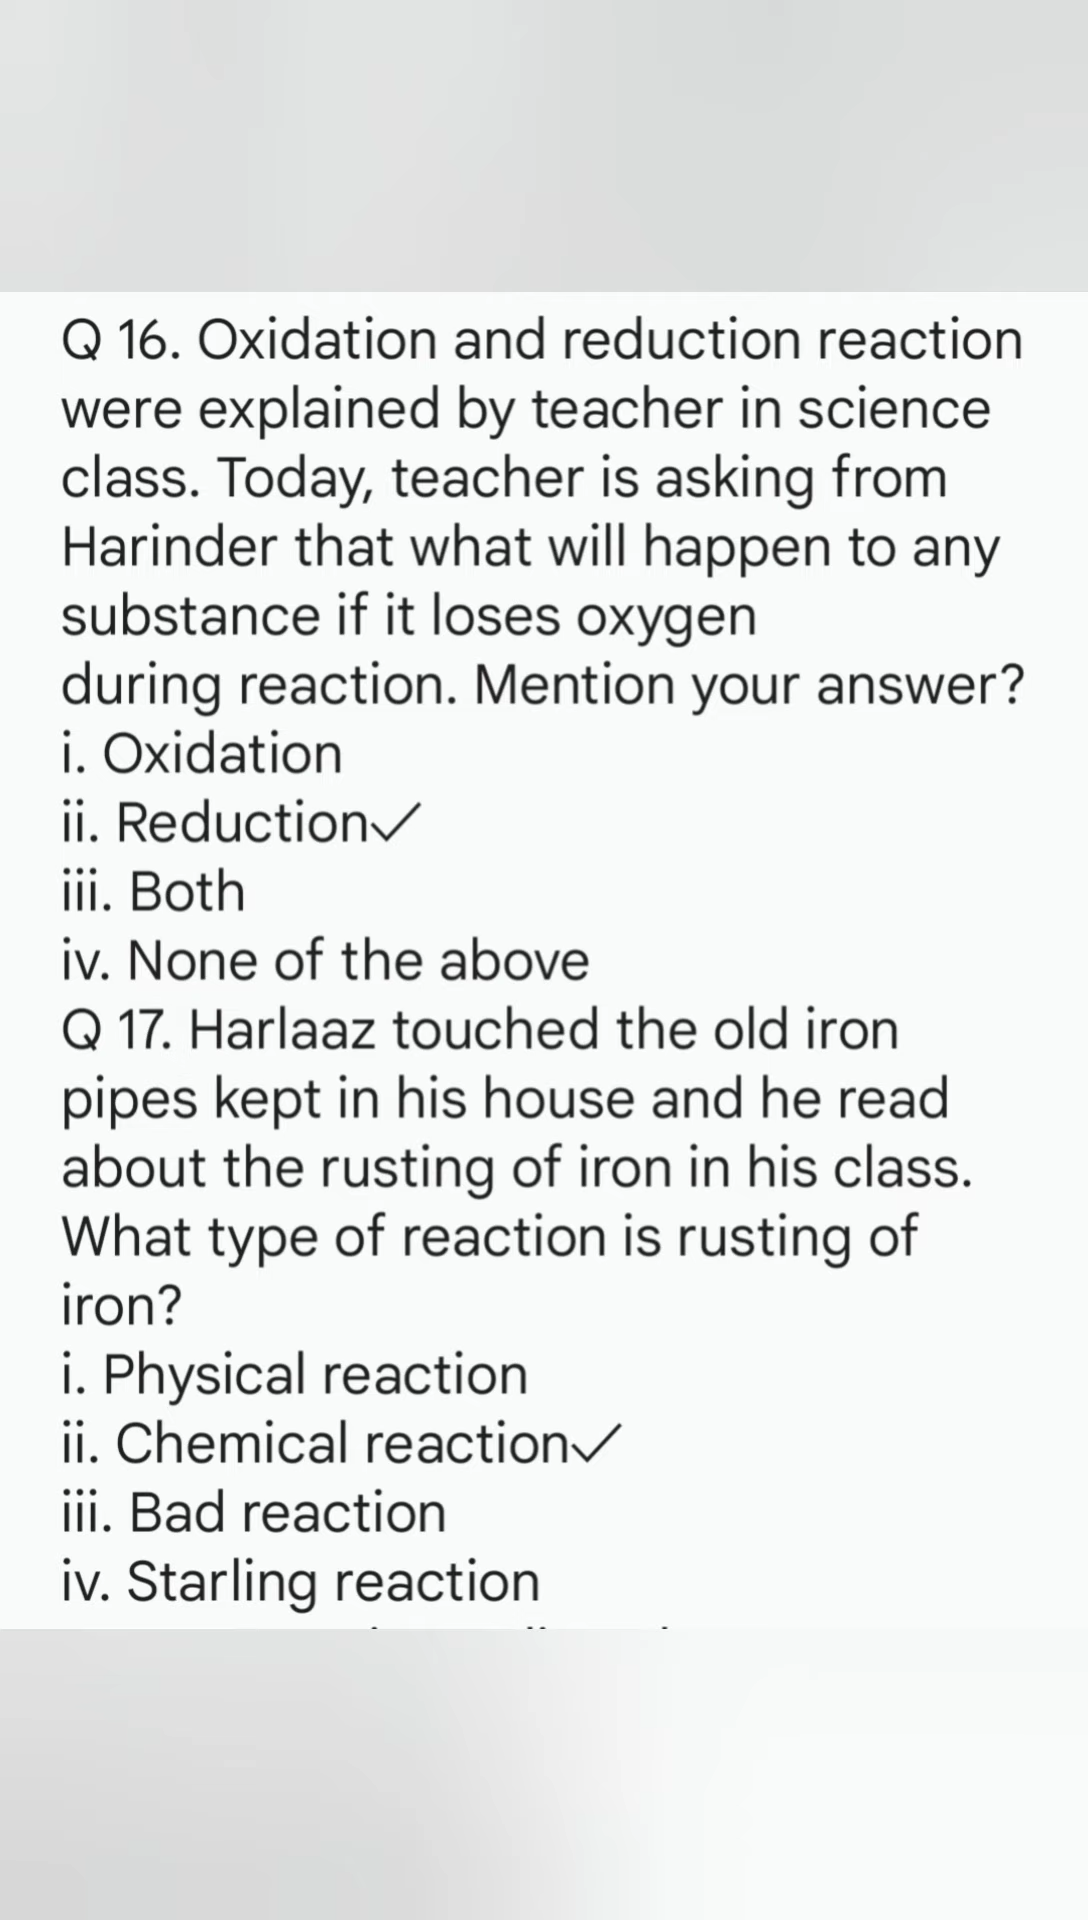 Q 16. Oxidation and reduction reaction
were explained by teacher in science
class. Today, teacher is asking from
Harinder that what will happen to any
substance if it loses oxygen
during reaction. Mention your answer?
i. Oxidation
ii. Reduction✓
iii. Both
iv. None of the above
Q 17. Harlaaz touched the old iron
pipes kept in his house and he read
about the rusting of iron in his class.
What type of reaction is rusting of
iron?
i. Physical reaction
ii. Chemical reaction✓
iii. Bad reaction
iv. Starling reaction